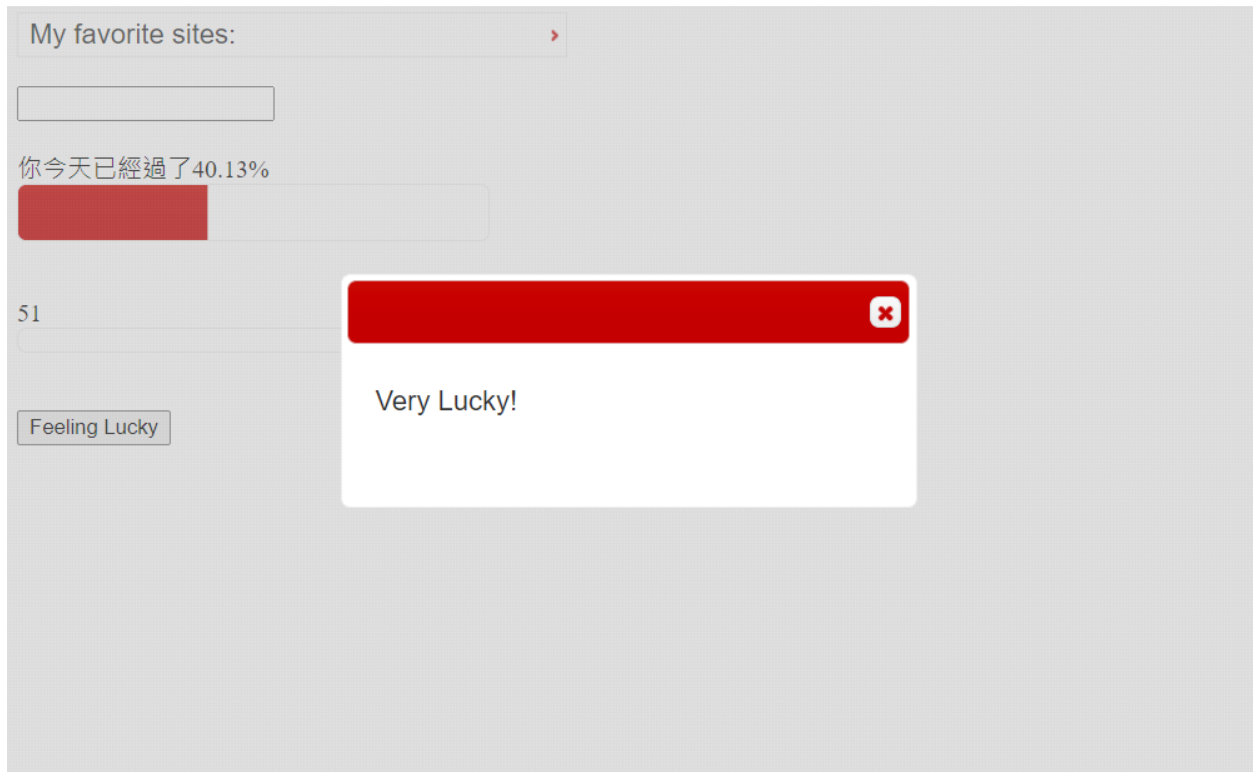 My favorite sites:
你今天已經過了40.13%
51
Very Lucky!
Feeling Lucky